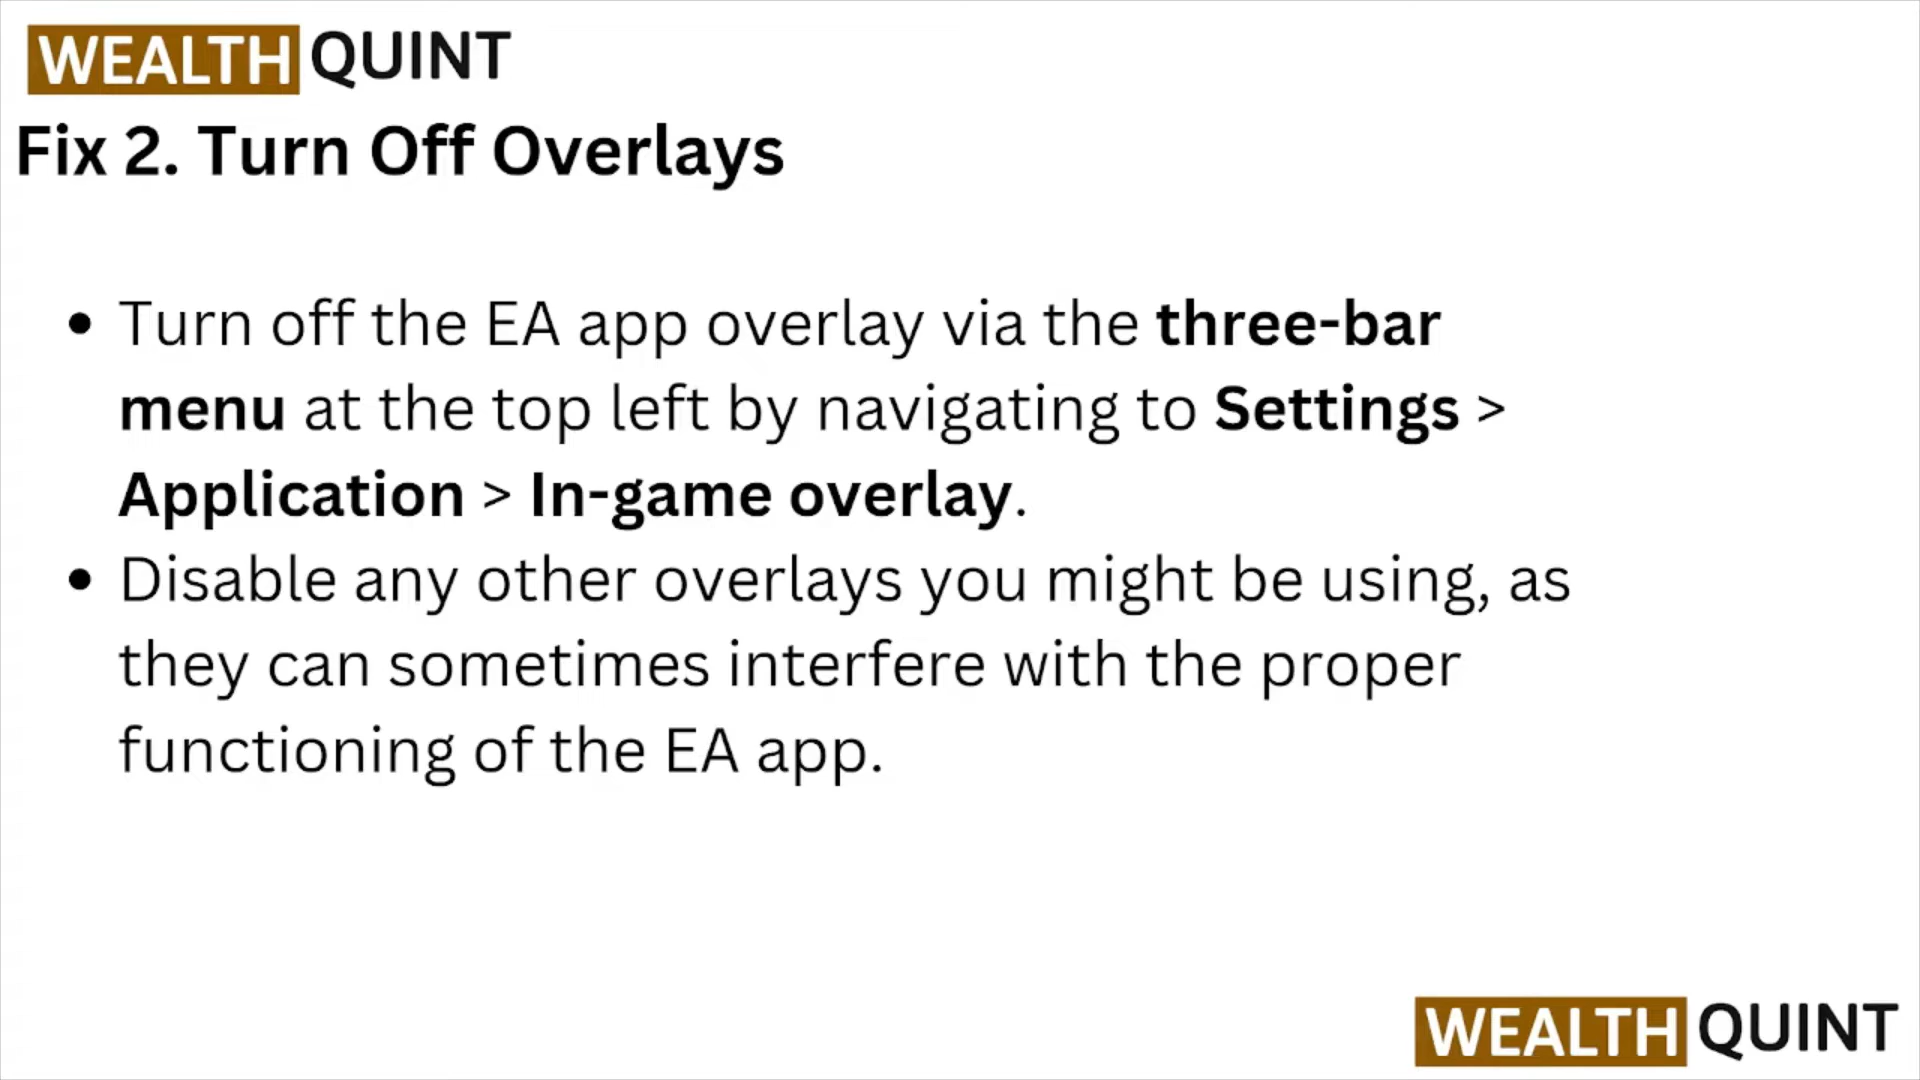 WEALTH QUINT
Fix 2. Turn Off Overlays
• Turn off the EA app overlay via the three-bar
menu at the top left by navigating to Settings >
Application > In-game overlay.
• Disable any other overlays you might be using, as
they can sometimes interfere with the proper
functioning of the EA app.
WEALTH QUINT